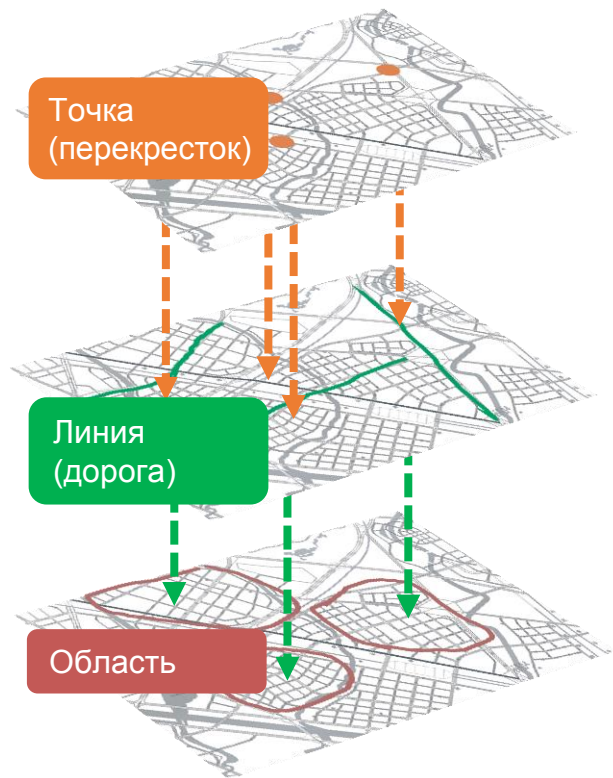 Точка
(перекресток)
Линия
(дорога)
Область